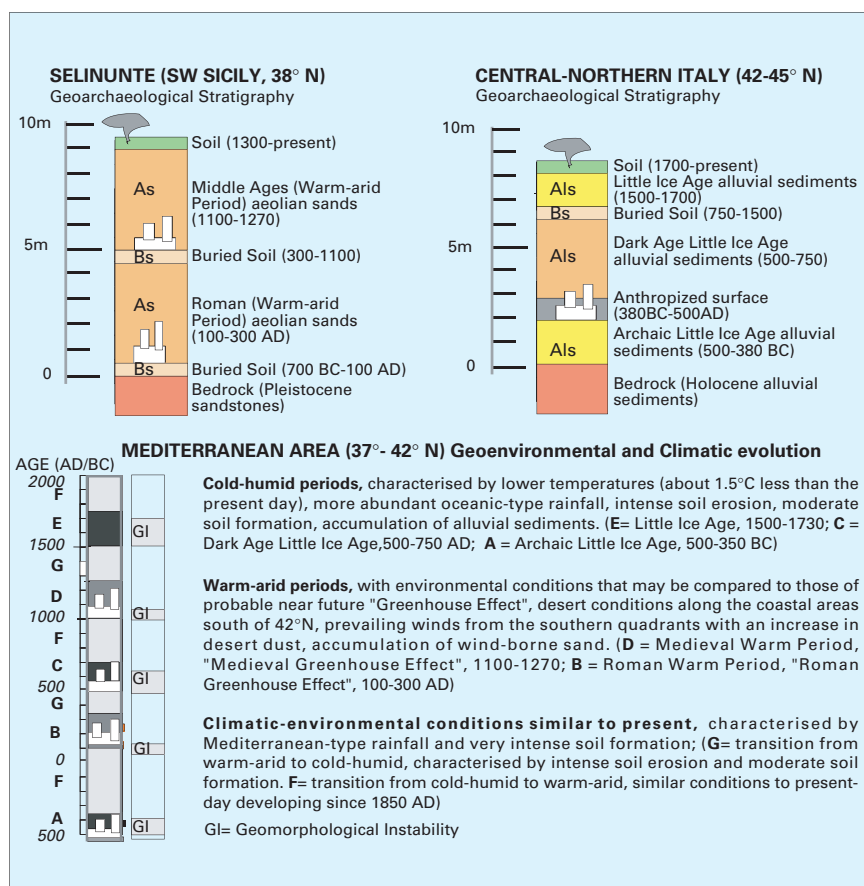 SELINUNTE (SW SICILY, 38° N)
Geoarchaeological Stratigraphy
10m
5m
0
As
Bs
As
Bs
Soil (1300-present)
Middle Ages (Warm-arid
Period) aeolian sands
(1100-1270)
Buried Soil (300-1100)
Roman (Warm-arid
Period) aeolian sands
(100-300 AD)
Buried Soil (700 BC-100 AD)
Bedrock (Pleistocene
sandstones)
CENTRAL-NORTHERN ITALY (42-45° N)
Geoarchaeological Stratigraphy
10m
5m
0
Als
Bs
Als
Als
Soil (1700-present)
Little Ice Age alluvial sediments
(1500-1700)
Buried Soil (750-1500)
Dark Age Little Ice Age
alluvial sediments (500-750)
Anthropized surface
(380BC-500AD)
Archaic Little Ice Age alluvial
sediments (500-380 BC)
Bedrock (Holocene alluvial
sediments)
MEDITERRANEAN AREA (37°- 42° N) Geoenvironmental and Climatic evolution
AGE (AD/BC)
2000
F
E
1500
G
D
1000
F
C
500
G
B
0
F
A
500
GI
GI
GI
GI
GI
Cold-humid periods, characterised by lower temperatures (about 1.5°C less than the
present day), more abundant oceanic-type rainfall, intense soil erosion, moderate
soil formation, accumulation of alluvial sediments. (E= Little Ice Age, 1500-1730; C =
Dark Age Little Ice Age,500-750 AD; A = Archaic Little Ice Age, 500-350 BC)
Warm-arid periods, with environmental conditions that may be compared to those of
probable near future "Greenhouse Effect", desert conditions along the coastal areas
south of 42°N, prevailing winds from the southern quadrants with an increase in
desert dust, accumulation of wind-borne sand. (D = Medieval Warm Period,
"Medieval Greenhouse Effect", 1100-1270; B = Roman Warm Period, "Roman
Greenhouse Effect", 100-300 AD)
Climatic-environmental conditions similar to present, characterised by
Mediterranean-type rainfall and very intense soil formation; (G= transition from
warm-arid to cold-humid, characterised by intense soil erosion and moderate soil
formation. F= transition from cold-humid to warm-arid, similar conditions to present-
day developing since 1850 AD)
GI= Geomorphological Instability